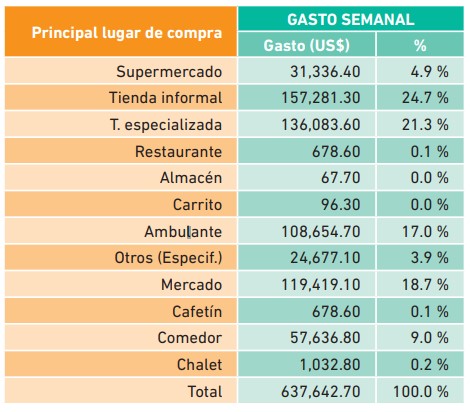 Principal lugar de compra GASTO SEMANAL
Gasto (US$) %
Supermercado 31,336.40 4.9 %
Tienda informal 157,281.30 24.7 %
T. especializada 136,083.60 21.3 %
Restaurante 678.60 0.1 %
Almacén 67.70 0.0 %
Carrito 96.30 0.0 %
Ambulante 108,654.70 17.0 %
Otros (Especif.) 24,677.10 3.9 %
Mercado 119,419.10 18.7 %
Cafetín 678.60 0.1 %
Comedor 57,636.80 9.0 %
Chalet 1,032.80 0.2 %
Total 637,642.70 100.0 %